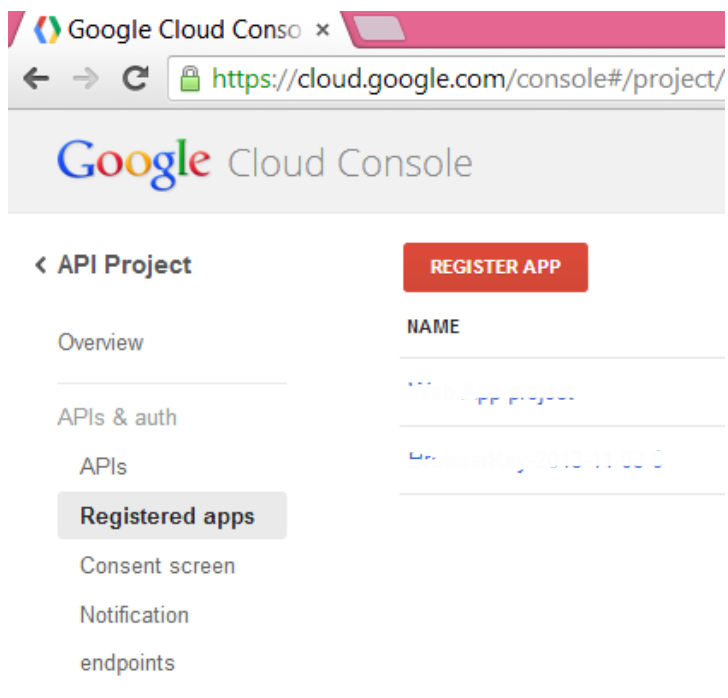 Google Cloud Conso ×
https://cloud.google.com/console#/project/
Google Cloud Console
API Project
REGISTER APP
NAME
Overview
APIs & auth
APIs
Registered apps
Consent screen
Notification
endpoints